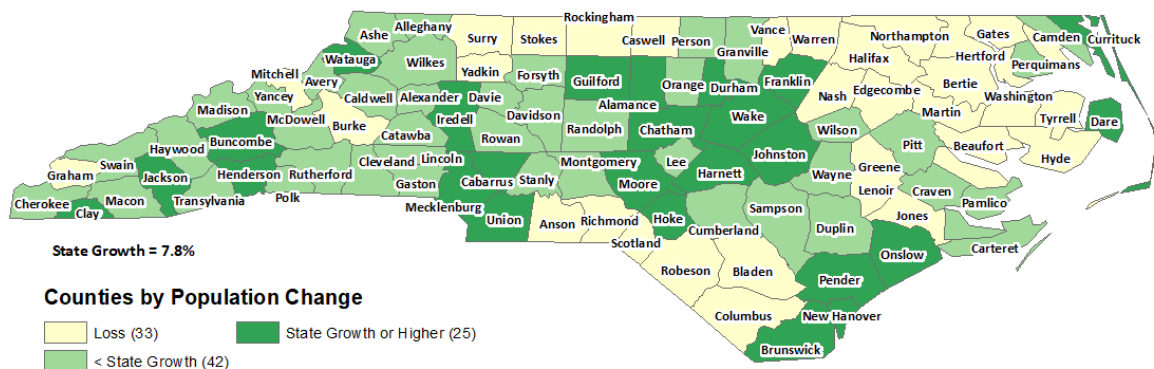 Rockingham
Alleghany
Ashe
Surry
Stokes
Caswell
Person
Vance
Warren
Northampton
Gates
Camden
Currituck
Granville
Watauga
Wilkes
Halifax
Hertford
Perquimans
Mitchell
Avery
Yadkin
Forsyth
Guilford
Orange
Durham
Franklin
Bertie
Yancey
Caldwell
Alexander
Davie
Nash
Edgecombe
Washington
Madison
McDowell
Iredell
Davidson
Alamance
Wake
Martin
Tyrrell
Dare
Burke
Catawba
Rowan
Randolph
Chatham
Wilson
Buncombe
Haywood
Pitt
Beaufort
Hyde
Swain
Cleveland
Lincoln
Montgomery
Lee
Johnston
Greene
Graham
Jackson
Henderson
Rutherford
Gaston
Cabarrus
Stanly
Moore
Harnett
Wayne
Lenoir
Craven
Cherokee
Clay
Macon
Transylvania
Polk
Pamlico
Mecklenburg
Union
Anson
Richmond
Hoke
Cumberland
Sampson
Duplin
Jones
Scotland
Onslow
Carteret
State Growth = 7.8%
Robeson
Bladen
Pender
Counties by Population Change
Columbus
New Hanover
Loss (33)
State Growth or Higher (25)
Brunswick
< State Growth (42)